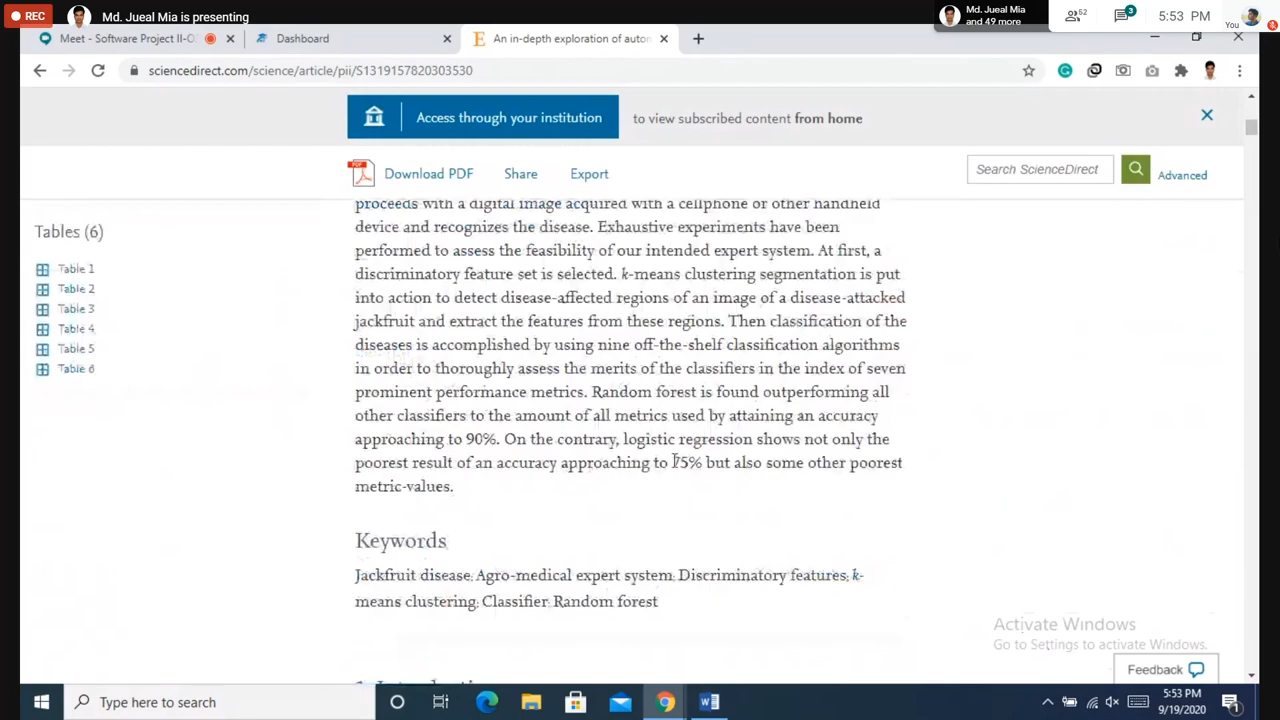 REC
Md. Jueal Mia is presenting
Md. Jueal Mia
and 49 more
52
3
5:53 PM
You
Meet - Software Project II-O
Dashboard
An in-depth exploration of auton
sciencedirect.com/science/article/pii/S1319157820303530
Access through your institution
to view subscribed content from home
Download PDF
Share
Export
Search ScienceDirect
Advanced
Tables (6)
Table 1
Table 2
Table 3
Table 4
Table 5
Table 6
proceeds with a digital image acquired with a cellphone or other handheld
device and recognizes the disease. Exhaustive experiments have been
performed to assess the feasibility of our intended expert system. At first, a
discriminatory feature set is selected. k-means clustering segmentation is put
into action to detect disease-affected regions of an image of a disease-attacked
jackfruit and extract the features from these regions. Then classification of the
diseases is accomplished by using nine off-the-shelf classification algorithms
in order to thoroughly assess the merits of the classifiers in the index of seven
prominent performance metrics. Random forest is found outperforming all
other classifiers to the amount of all metrics used by attaining an accuracy
approaching to 90%. On the contrary, logistic regression shows not only the
poorest result of an accuracy approaching to 75% but also some other poorest
metric-values.
Keywords
Jackfruit disease; Agro-medical expert system; Discriminatory features; k-
means clustering; Classifier; Random forest
1. Introduction
Activate Windows
Go to Settings to activate Windows.
Feedback
Type here to search
5:53 PM
9/19/2020
1